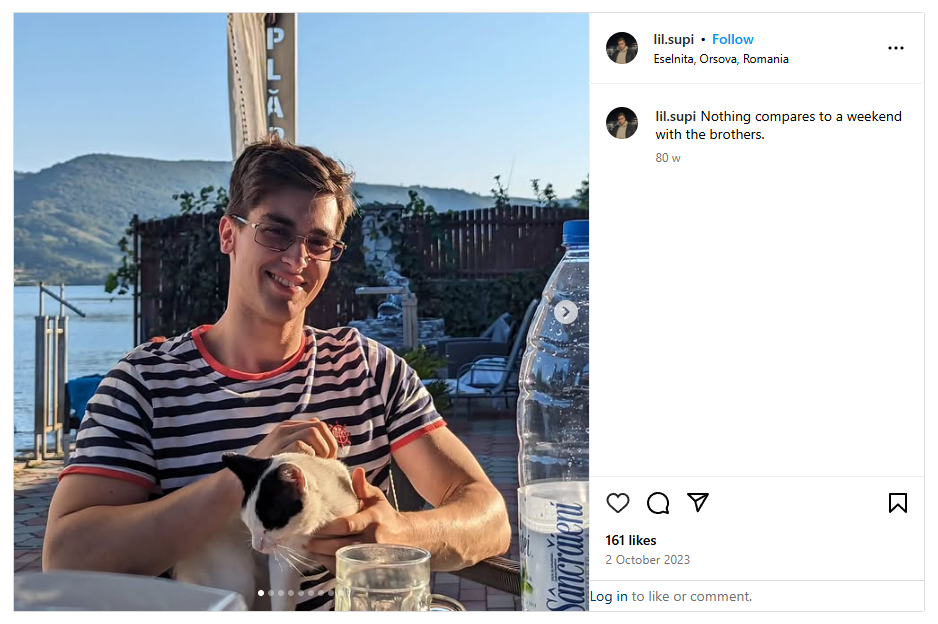 PLĂ
lil.supi • Follow
Eselnita, Orsova, Romania
lil.supi Nothing compares to a weekend
with the brothers.
80 w
Sâncrăieni
161 likes
2 October 2023
Log in to like or comment.